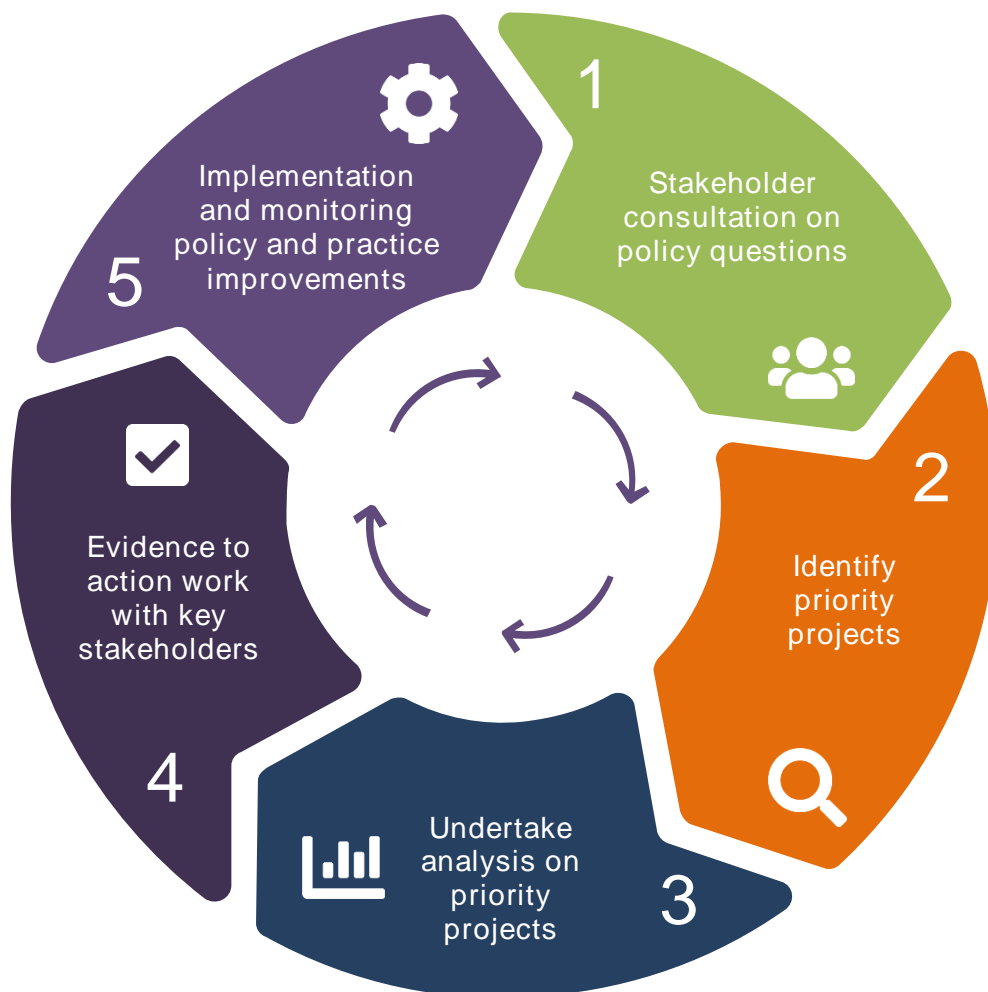 1
Stakeholder
consultation on
policy questions
2
Identify
priority
projects
3
Undertake
analysis on
priority
projects
4
Evidence to
action work
with key
stakeholders
5
Implementation
and monitoring
policy and practice
improvements